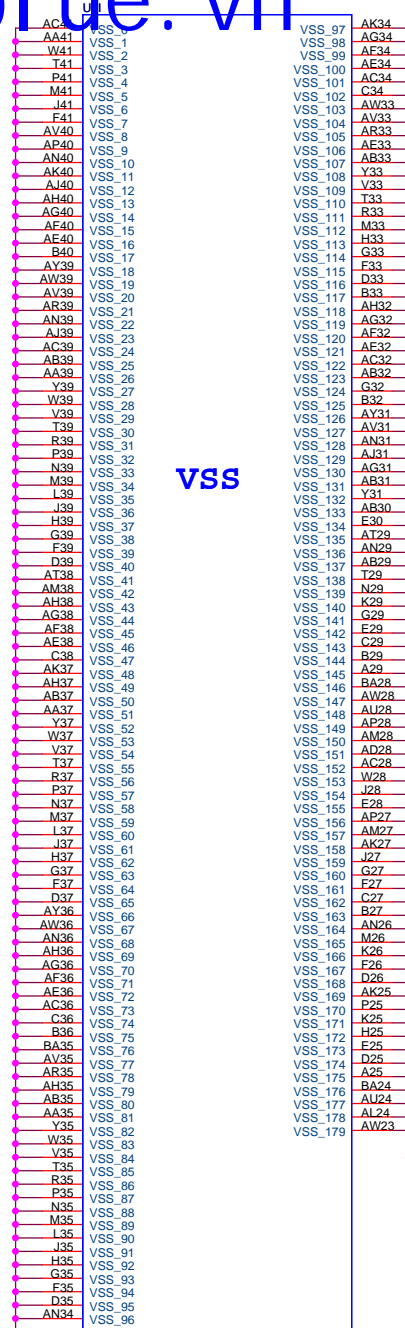 AA41 VSS_1
W41 VSS_2
T41 VSS_3
P41 VSS_4
M41 VSS_5
J41 VSS_6
F41 VSS_7
AV40 VSS_8
AP40 VSS_9
AN40 VSS_10
AK40 VSS_11
AJ40 VSS_12
AH40 VSS_13
AG40 VSS_14
AF40 VSS_15
AE40 VSS_16
B40 VSS_17
AY39 VSS_18
AW39 VSS_19
AV39 VSS_20
AR39 VSS_21
AN39 VSS_22
AJ39 VSS_23
AC39 VSS_24
AB39 VSS_25
AA39 VSS_26
Y39 VSS_27
W39 VSS_28
V39 VSS_29
T39 VSS_30
R39 VSS_31
P39 VSS_32
N39 VSS_33
M39 VSS_34
L39 VSS_35
J39 VSS_36
H39 VSS_37
G39 VSS_38
F39 VSS_39
D39 VSS_40
AT38 VSS_41
AM38 VSS_42
AH38 VSS_43
AG38 VSS_44
AF38 VSS_45
AE38 VSS_46
C38 VSS_47
AK37 VSS_48
AH37 VSS_49
AB37 VSS_50
AA37 VSS_51
Y37 VSS_52
W37 VSS_53
V37 VSS_54
T37 VSS_55
R37 VSS_56
P37 VSS_57
N37 VSS_58
M37 VSS_59
L37 VSS_60
J37 VSS_61
H37 VSS_62
G37 VSS_63
F37 VSS_64
D37 VSS_65
AY36 VSS_66
AW36 VSS_67
AN36 VSS_68
AH36 VSS_69
AG36 VSS_70
AF36 VSS_71
AE36 VSS_72
AC36 VSS_73
C36 VSS_74
B36 VSS_75
BA35 VSS_76
AV35 VSS_77
AR35 VSS_78
AH35 VSS_79
AB35 VSS_80
AA35 VSS_81
Y35 VSS_82
W35 VSS_83
V35 VSS_84
T35 VSS_85
R35 VSS_86
P35 VSS_87
N35 VSS_88
M35 VSS_89
L35 VSS_90
J35 VSS_91
H35 VSS_92
G35 VSS_93
F35 VSS_94
D35 VSS_95
AN34 VSS_96
VSS
VSS_97 AK34
VSS_98 AG34
VSS_99 AF34
VSS_100 AE34
VSS_101 AC34
VSS_102 C34
VSS_103 AW33
VSS_104 AV33
VSS_105 AR33
VSS_106 AE33
VSS_107 AB33
VSS_108 Y33
VSS_109 V33
VSS_110 T33
VSS_111 R33
VSS_112 M33
VSS_113 H33
VSS_114 G33
VSS_115 F33
VSS_116 D33
VSS_117 B33
VSS_118 AH32
VSS_119 AG32
VSS_120 AF32
VSS_121 AE32
VSS_122 AC32
VSS_123 AB32
VSS_124 G32
VSS_125 B32
VSS_126 AY31
VSS_127 AV31
VSS_128 AN31
VSS_129 AJ31
VSS_130 AG31
VSS_131 AB31
VSS_132 Y31
VSS_133 AB30
VSS_134 E30
VSS_135 AT29
VSS_136 AN29
VSS_137 AB29
VSS_138 T29
VSS_139 N29
VSS_140 K29
VSS_141 G29
VSS_142 E29
VSS_143 C29
VSS_144 B29
VSS_145 A29
VSS_146 BA28
VSS_147 AW28
VSS_148 AU28
VSS_149 AP28
VSS_150 AM28
VSS_151 AD28
VSS_152 AC28
VSS_153 W28
VSS_154 J28
VSS_155 E28
VSS_156 AP27
VSS_157 AM27
VSS_158 AK27
VSS_159 J27
VSS_160 G27
VSS_161 F27
VSS_162 C27
VSS_163 B27
VSS_164 AN26
VSS_165 M26
VSS_166 K26
VSS_167 F26
VSS_168 D26
VSS_169 AK25
VSS_170 P25
VSS_171 K25
VSS_172 H25
VSS_173 E25
VSS_174 D25
VSS_175 A25
VSS_176 BA24
VSS_177 AU24
VSS_178 AL24
VSS_179 AW23